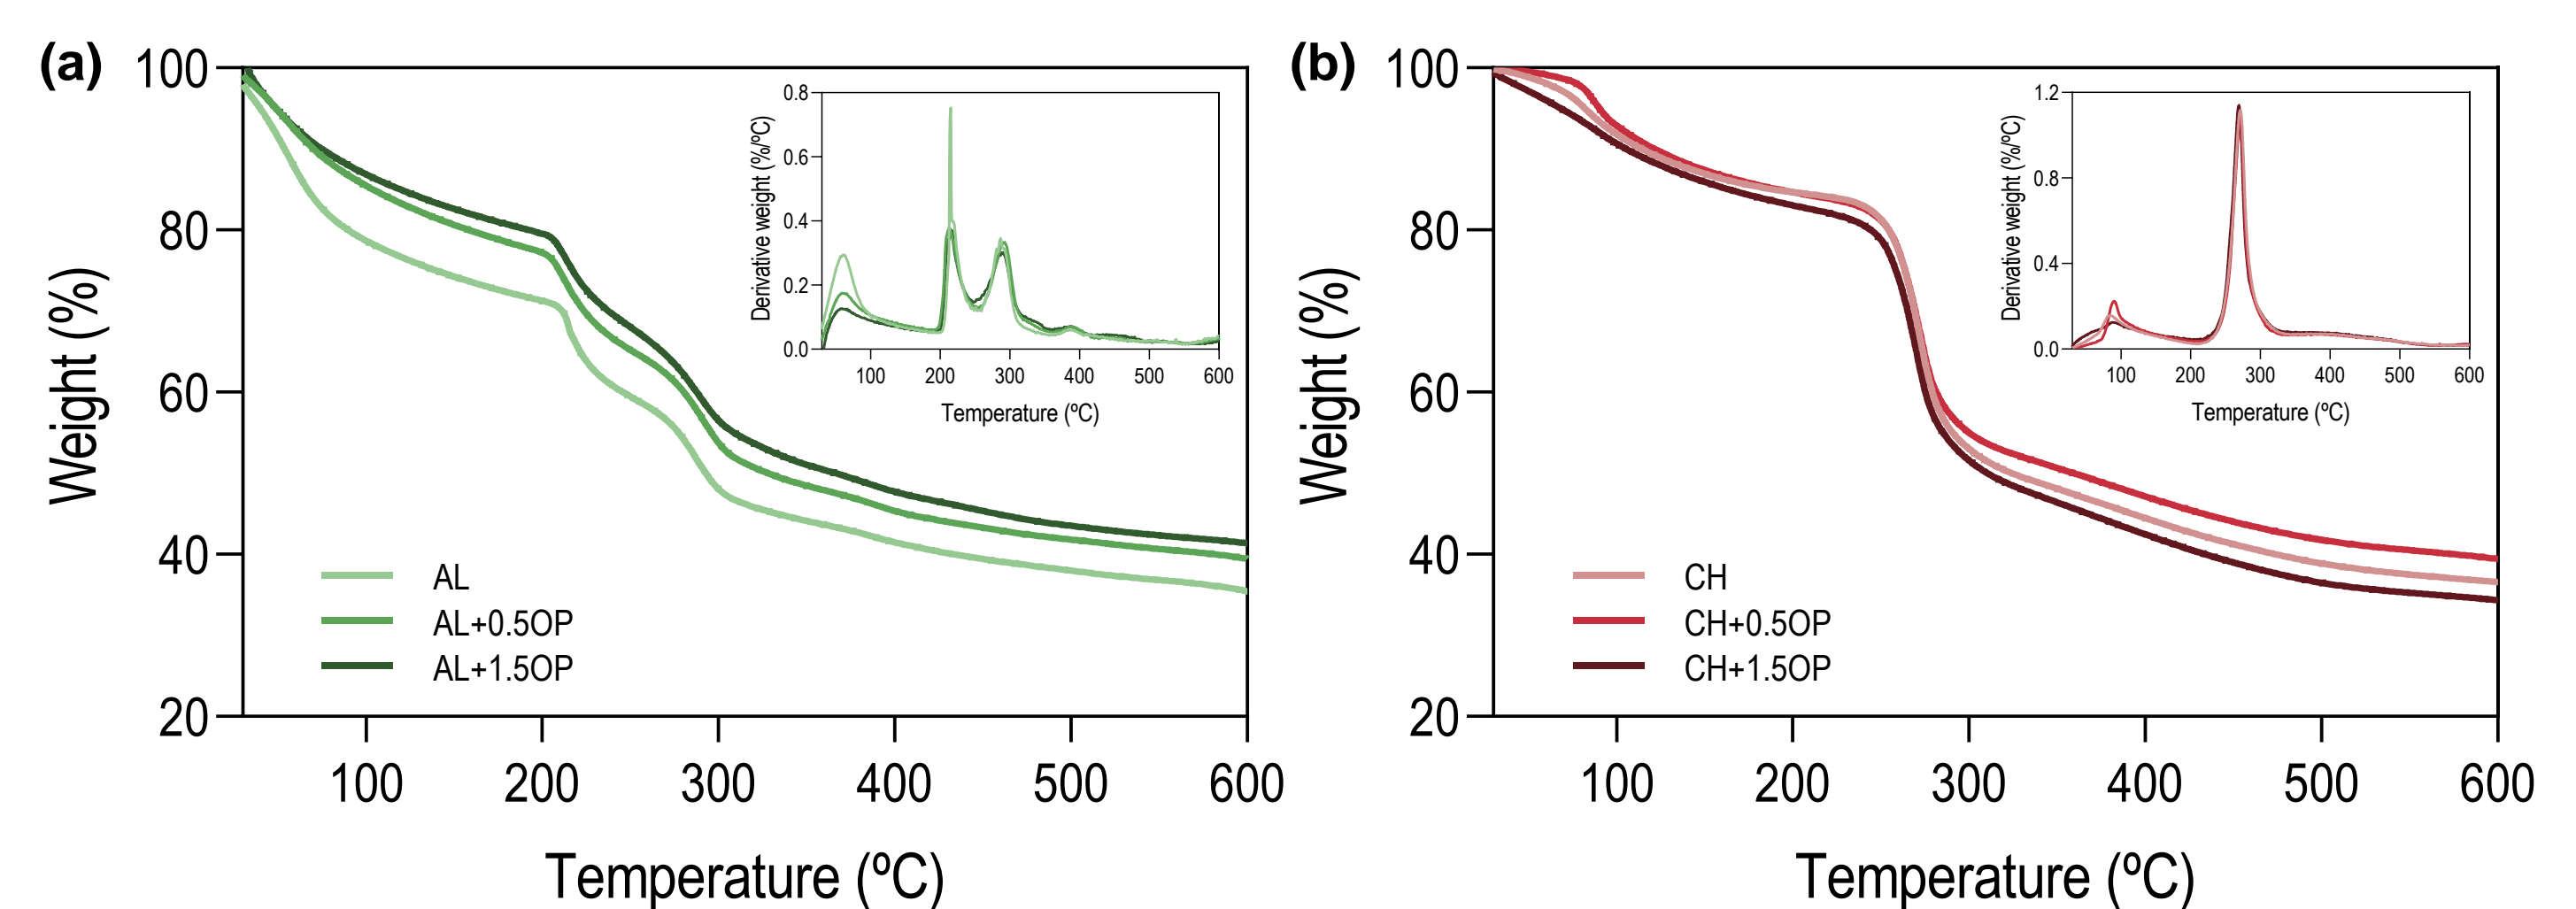 (a)
100
80
60
40
20
Weight (%)
100 200 300 400 500 600
Temperature (ºC)
AL
AL+0.5OP
AL+1.5OP
0.8
0.6
0.4
0.2
0.0
Derivative weight (%/ºC)
100 200 300 400 500 600
Temperature (ºC)
(b)
100
80
60
40
20
Weight (%)
100 200 300 400 500 600
Temperature (ºC)
CH
CH+0.5OP
CH+1.5OP
1.2
0.8
0.4
0.0
Derivative weight (%/ºC)
100 200 300 400 500 600
Temperature (ºC)